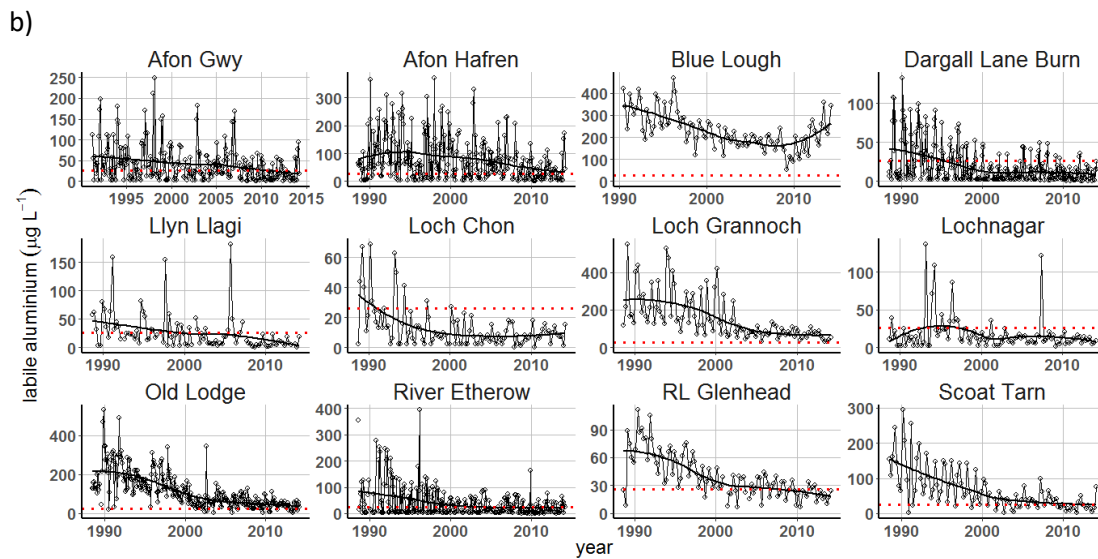 b)
Afon Gwy Afon Hafren Blue Lough Dargall Lane Burn
250 200 150 100 50 0
1995 2000 2005 2010 2015
300 200 100 0
1990 2000 2010
400 300 200 100 0
1990 2000 2010
100 50 0
1990 2000 2010
Llyn Llagi Loch Chon Loch Grannoch Lochnagar
150 100 50 0
1990 2000 2010
60 40 20 0
1990 2000 2010
400 200 0
1990 2000 2010
120 80 40 0
1990 2000 2010
Old Lodge River Etherow RL Glenhead Scoat Tarn
400 200 0
1990 2000 2010
400 300 200 100 0
1990 2000 2010
90 60 30 0
1990 2000 2010
300 200 100 0
1990 2000 2010
labile aluminium (µg L⁻¹)
year